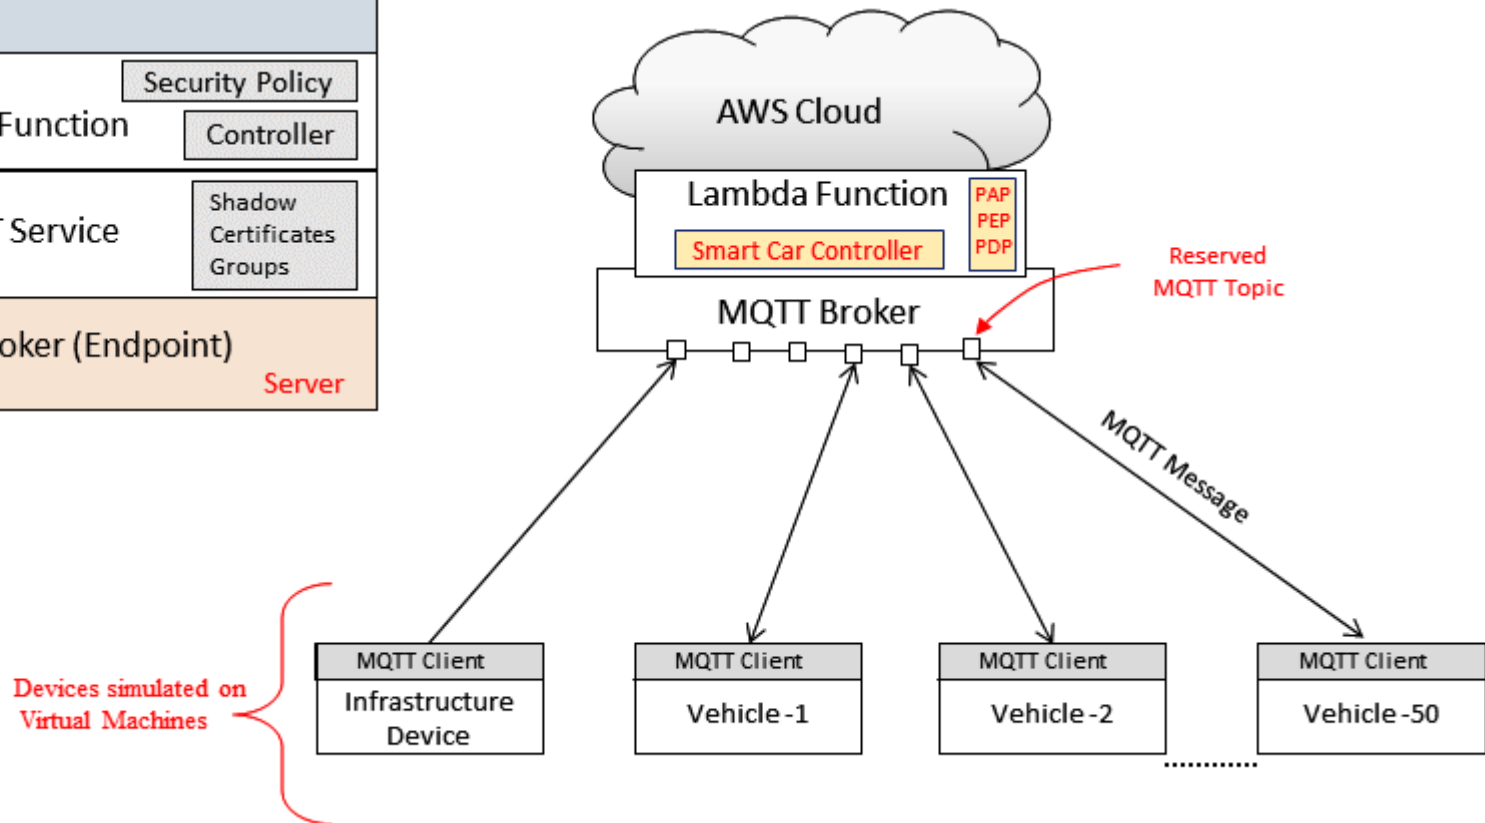 Security Policy
Function
Controller
Shadow
Certificates
Groups
Service
oker (Endpoint)
Server
AWS Cloud
Lambda Function
Smart Car Controller
PAP
PEP
PDP
MQTT Broker
Reserved
MQTT Topic
MQTT Message
Devices simulated on
Virtual Machines
MQTT Client
Infrastructure
Device
MQTT Client
Vehicle-1
MQTT Client
Vehicle-2
MQTT Client
Vehicle-50